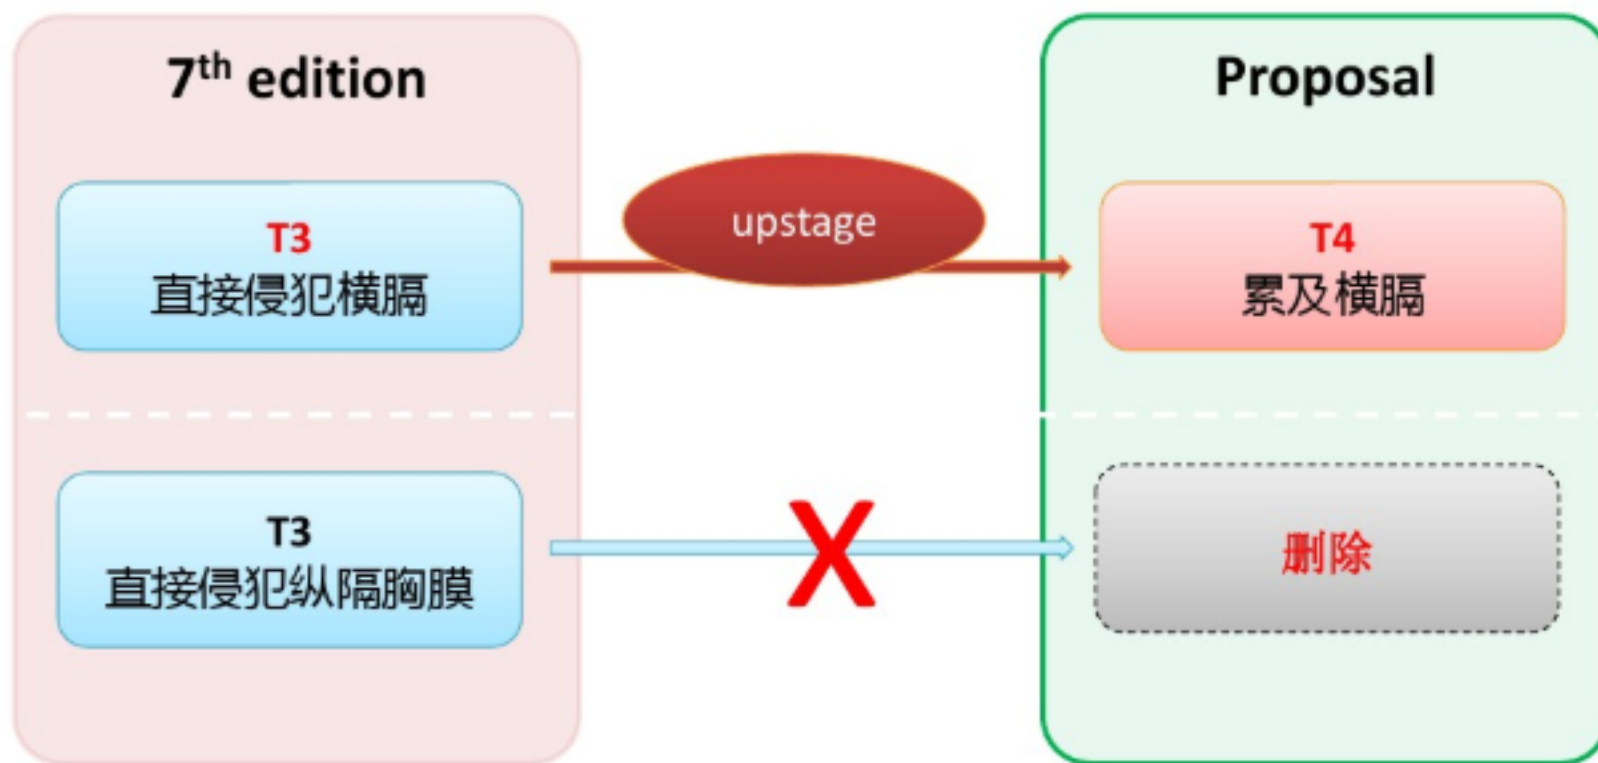 7th edition
Proposal
T3
直接侵犯横膈
upstage
T4
累及横膈
T3
直接侵犯纵隔胸膜
X
删除